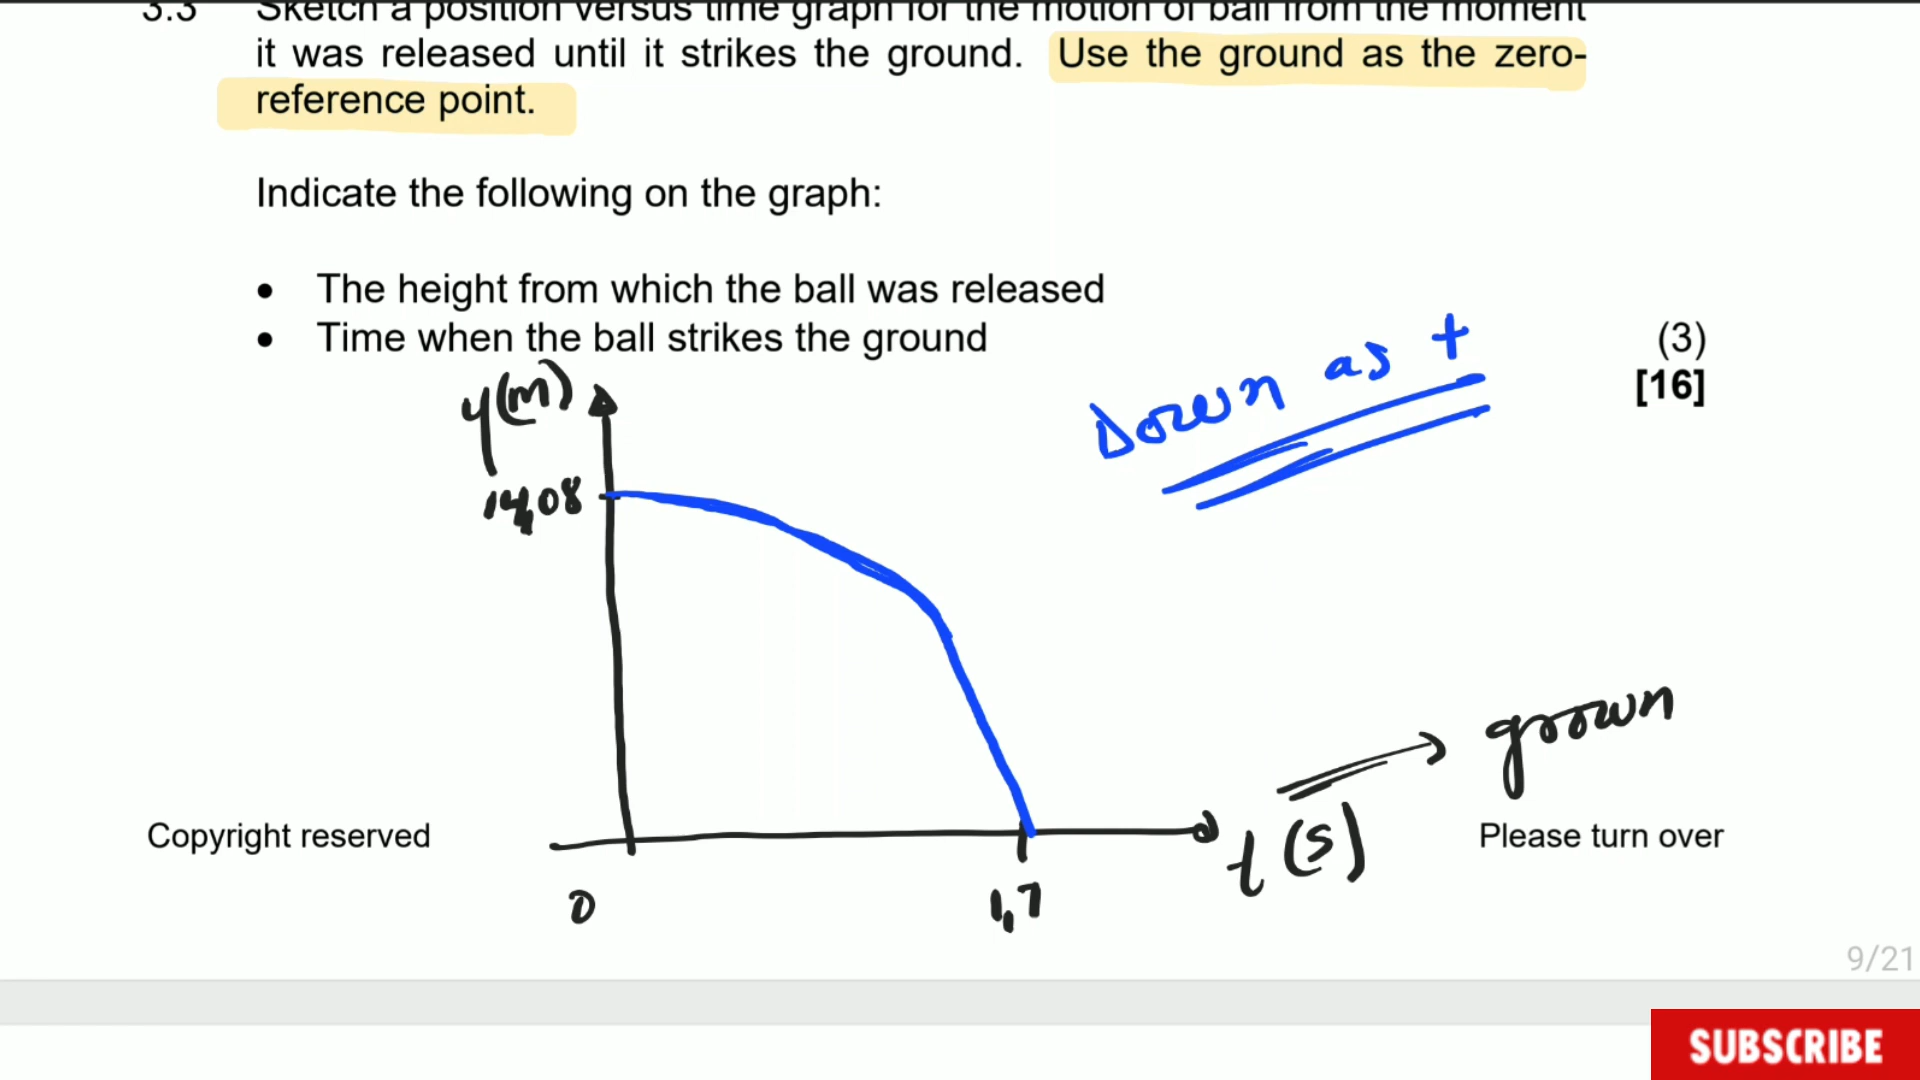 3.3 Sketch a position versus time graph for the motion of ball from the moment
it was released until it strikes the ground. Use the ground as the zero-
reference point.
Indicate the following on the graph:
• The height from which the ball was released
• Time when the ball strikes the ground (3)
[16]
Down as +
y(m)
14,08
grown
t(s)
0
1,7
Copyright reserved
Please turn over
9/21
SUBSCRIBE